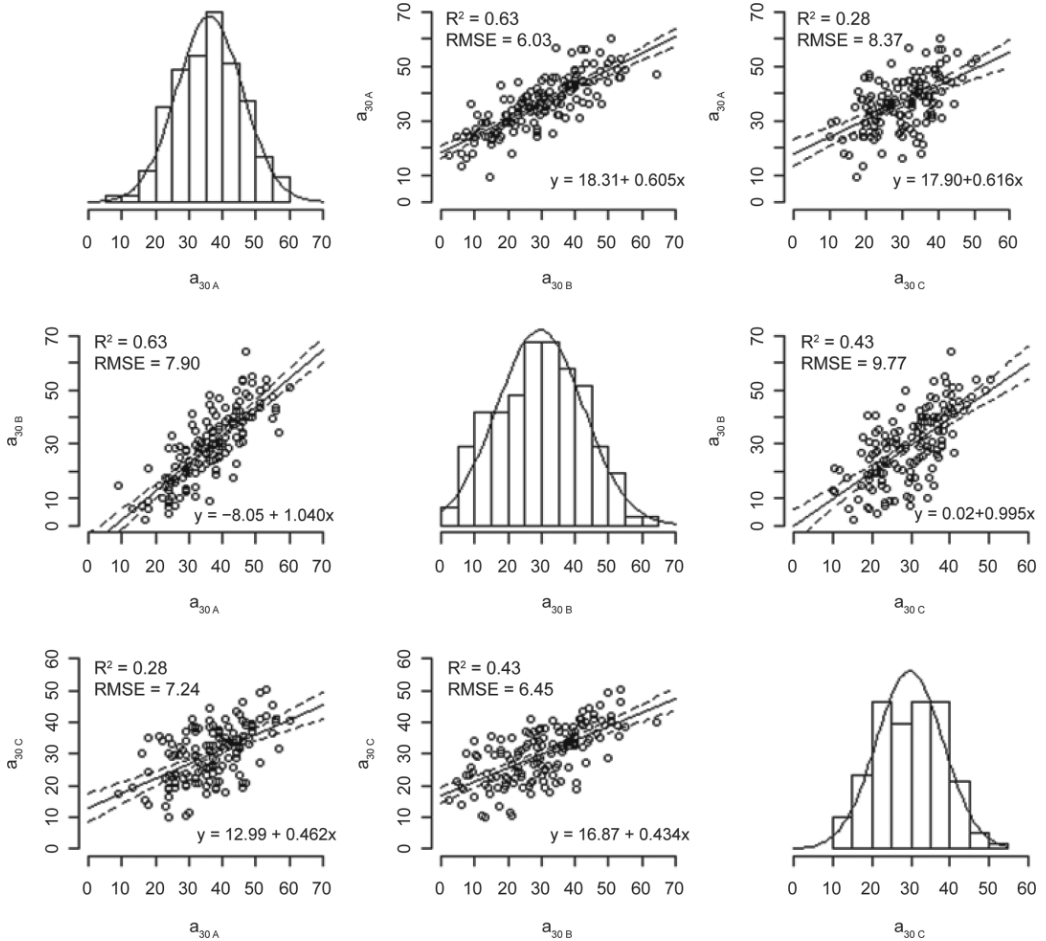 R² = 0.63
RMSE = 6.03
R² = 0.28
RMSE = 8.37
70
50
30
10
0
a30 A
y = 18.31+ 0.605x
70
50
30
10
0
a30 A
y = 17.90+0.616x
0 10 20 30 40 50 60 70
a30 A
0 10 20 30 40 50 60 70
a30 B
0 10 20 30 40 50 60
a30 C
R² = 0.63
RMSE = 7.90
R² = 0.43
RMSE = 9.77
70
50
30
10
0
a30 B
y = −8.05 + 1.040x
70
50
30
10
0
a30 B
y = 0.02+0.995x
0 10 20 30 40 50 60 70
a30 A
0 10 20 30 40 50 60 70
a30 B
0 10 20 30 40 50 60
a30 C
R² = 0.28
RMSE = 7.24
R² = 0.43
RMSE = 6.45
60
50
40
30
20
10
0
a30 C
y = 12.99 + 0.462x
60
50
40
30
20
10
0
a30 C
y = 16.87 + 0.434x
0 10 20 30 40 50 60 70
a30 A
0 10 20 30 40 50 60 70
a30 B
0 10 20 30 40 50 60
a30 C